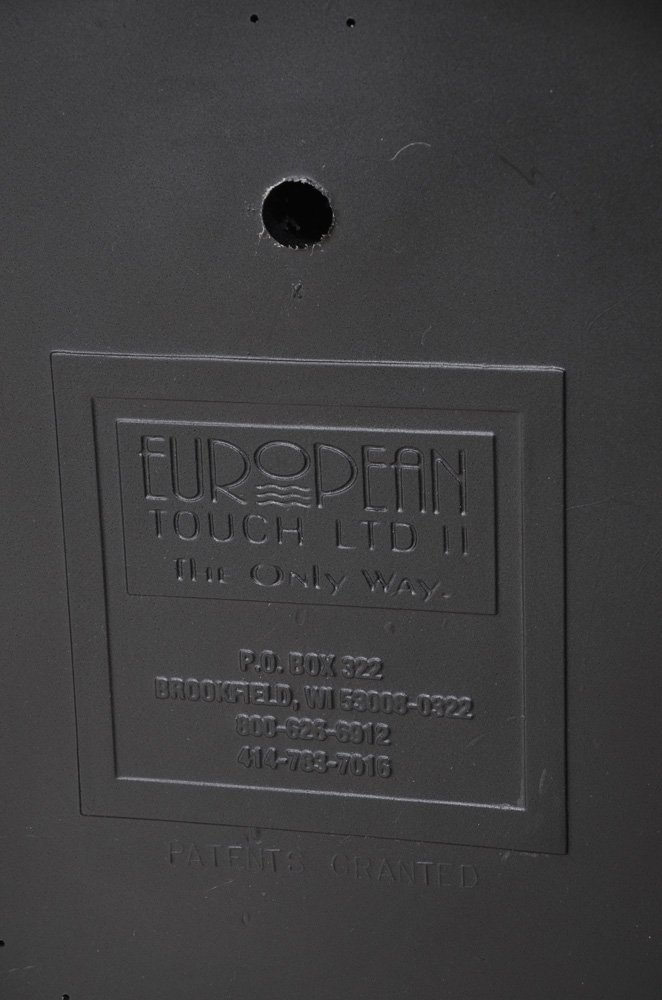 EUROPEAN
TOUCH LTD II
THE ONLY WAY.
P.O. BOX 322
BROOKFIELD, WI 53008-0322
800-626-6912
414-783-7016
PATENTS GRANTED